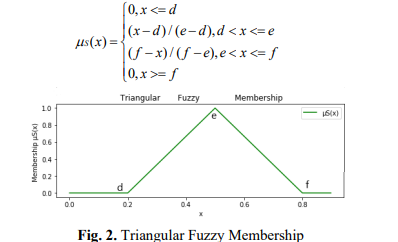 0, x <= d
(x−d)/(e−d), d < x <= e
μs(x) =
(f −x)/(f −e), e < x <= f
0, x >= f
Triangular Fuzzy Membership
1.0
0.8
0.6
0.4
0.2
0.0
Membership μS(x)
μS(x)
e
d
f
0.0 0.2 0.4 0.6 0.8
x
Fig. 2. Triangular Fuzzy Membership